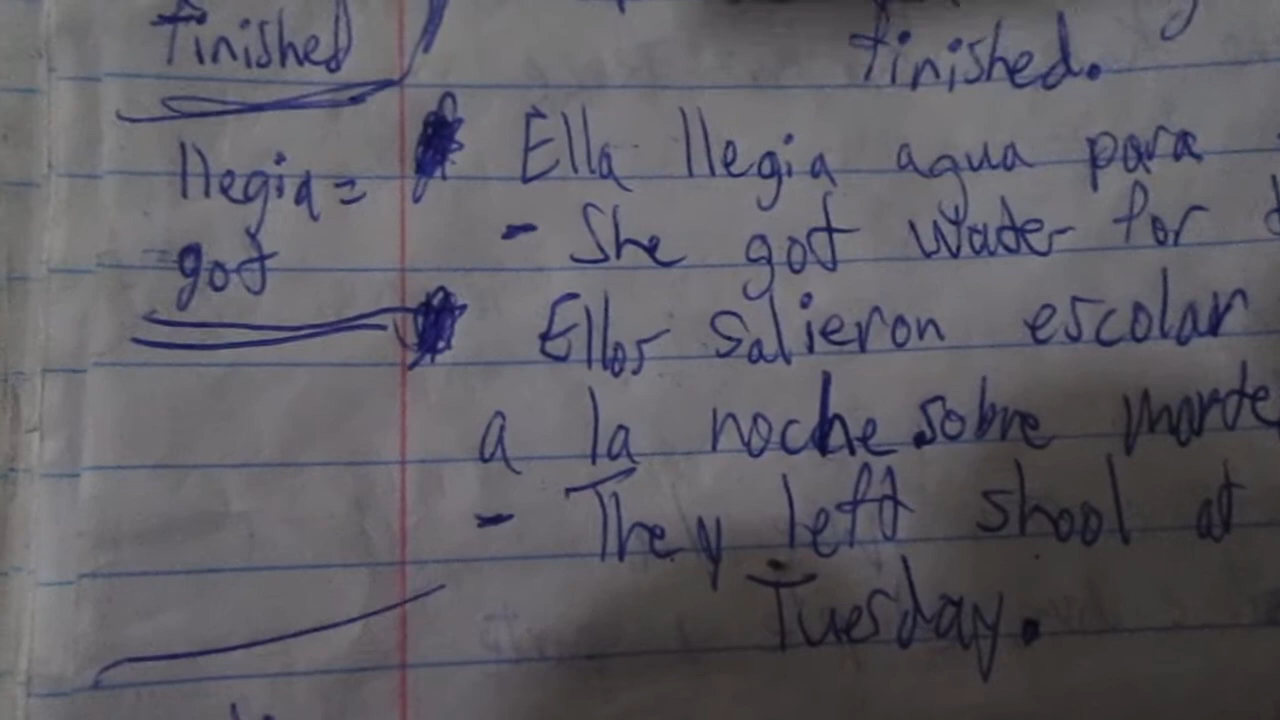 finished
finished.
llegia =
got
Ella llegia agua para
- She got water for
Ellos salieron escolar
a la noche sobre marte
- They left shool at
Tuesday.